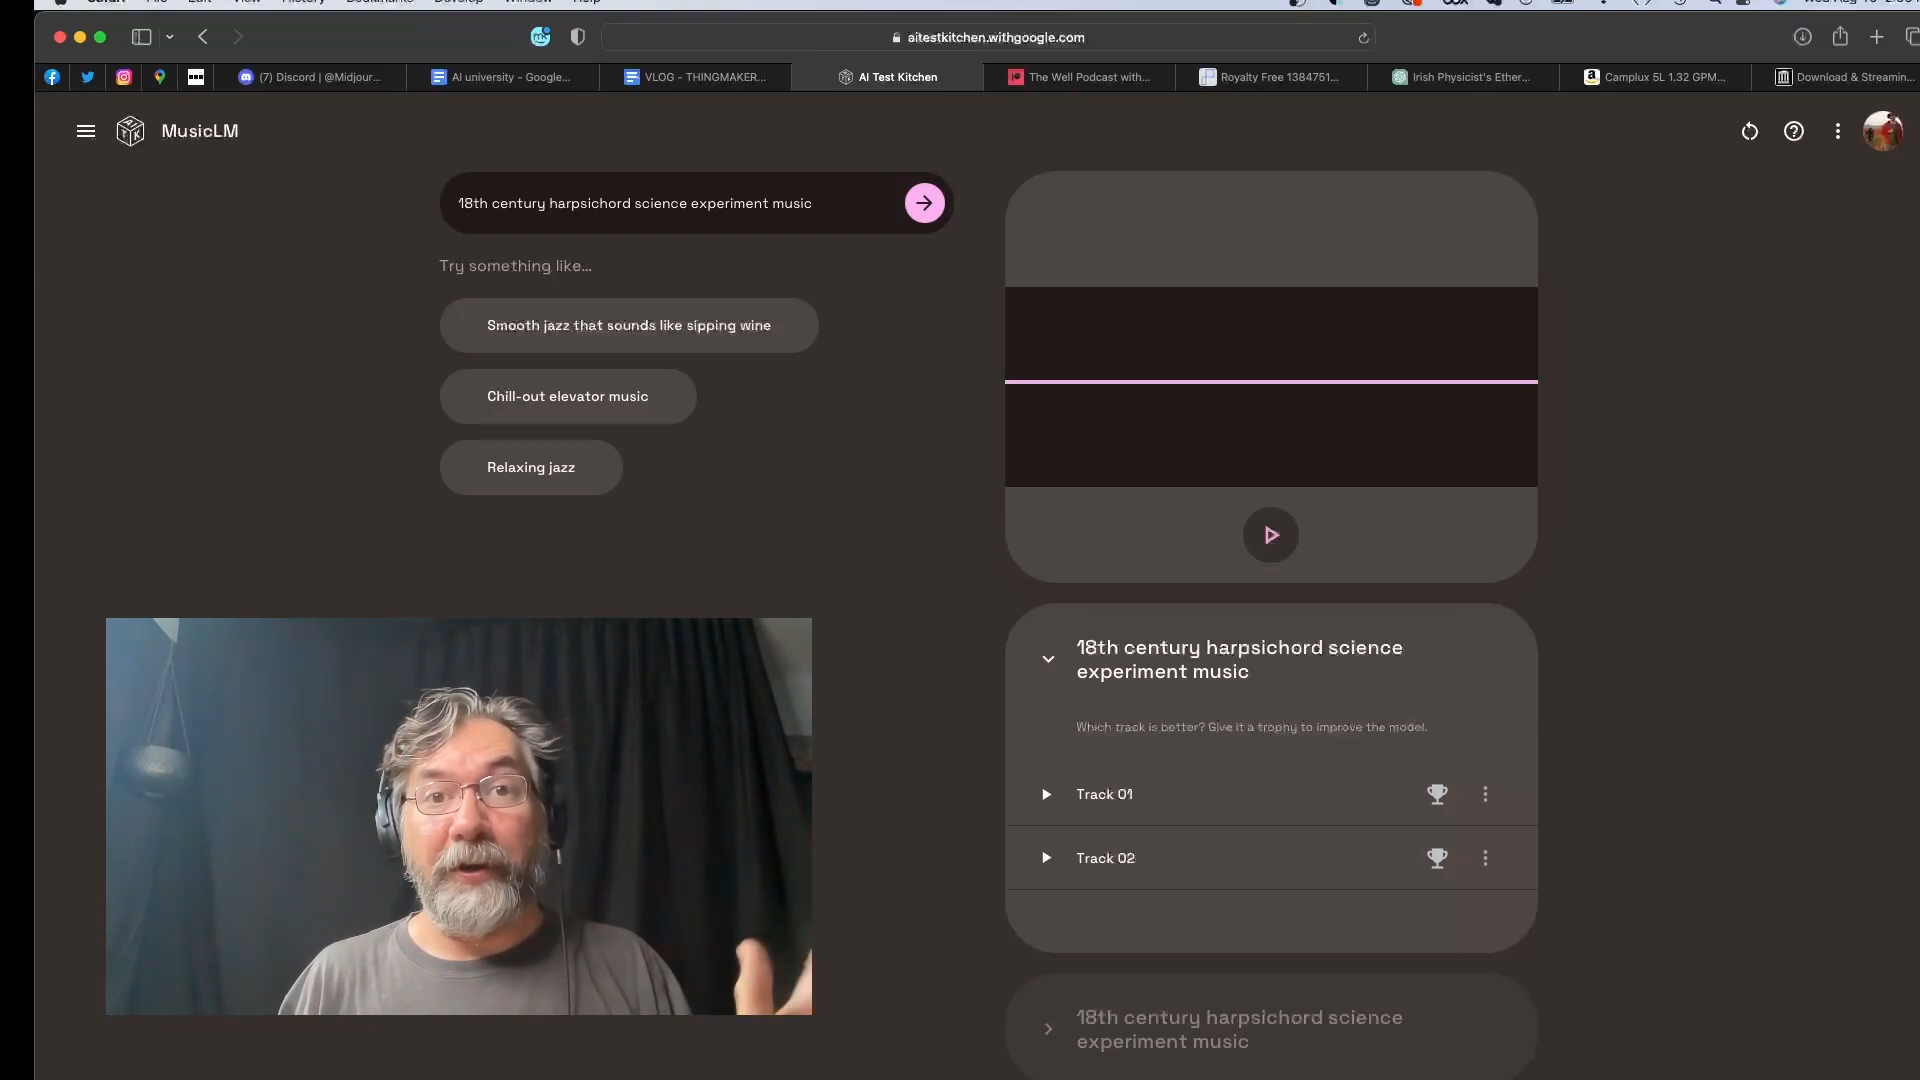 aitestkitchen.withgoogle.com
(7) Discord | @Midjour...
AI university - Google...
VLOG - THINGMAKER...
AI Test Kitchen
The Well Podcast with...
Royalty Free 1384751...
Irish Physicist's Ether...
Camplux 5L 1.32 GPM...
Download & Streamin...
MusicLM
18th century harpsichord science experiment music
Try something like...
Smooth jazz that sounds like sipping wine
Chill-out elevator music
Relaxing jazz
18th century harpsichord science
experiment music
Which track is better? Give it a trophy to improve the model.
Track 01
Track 02
18th century harpsichord science
experiment music